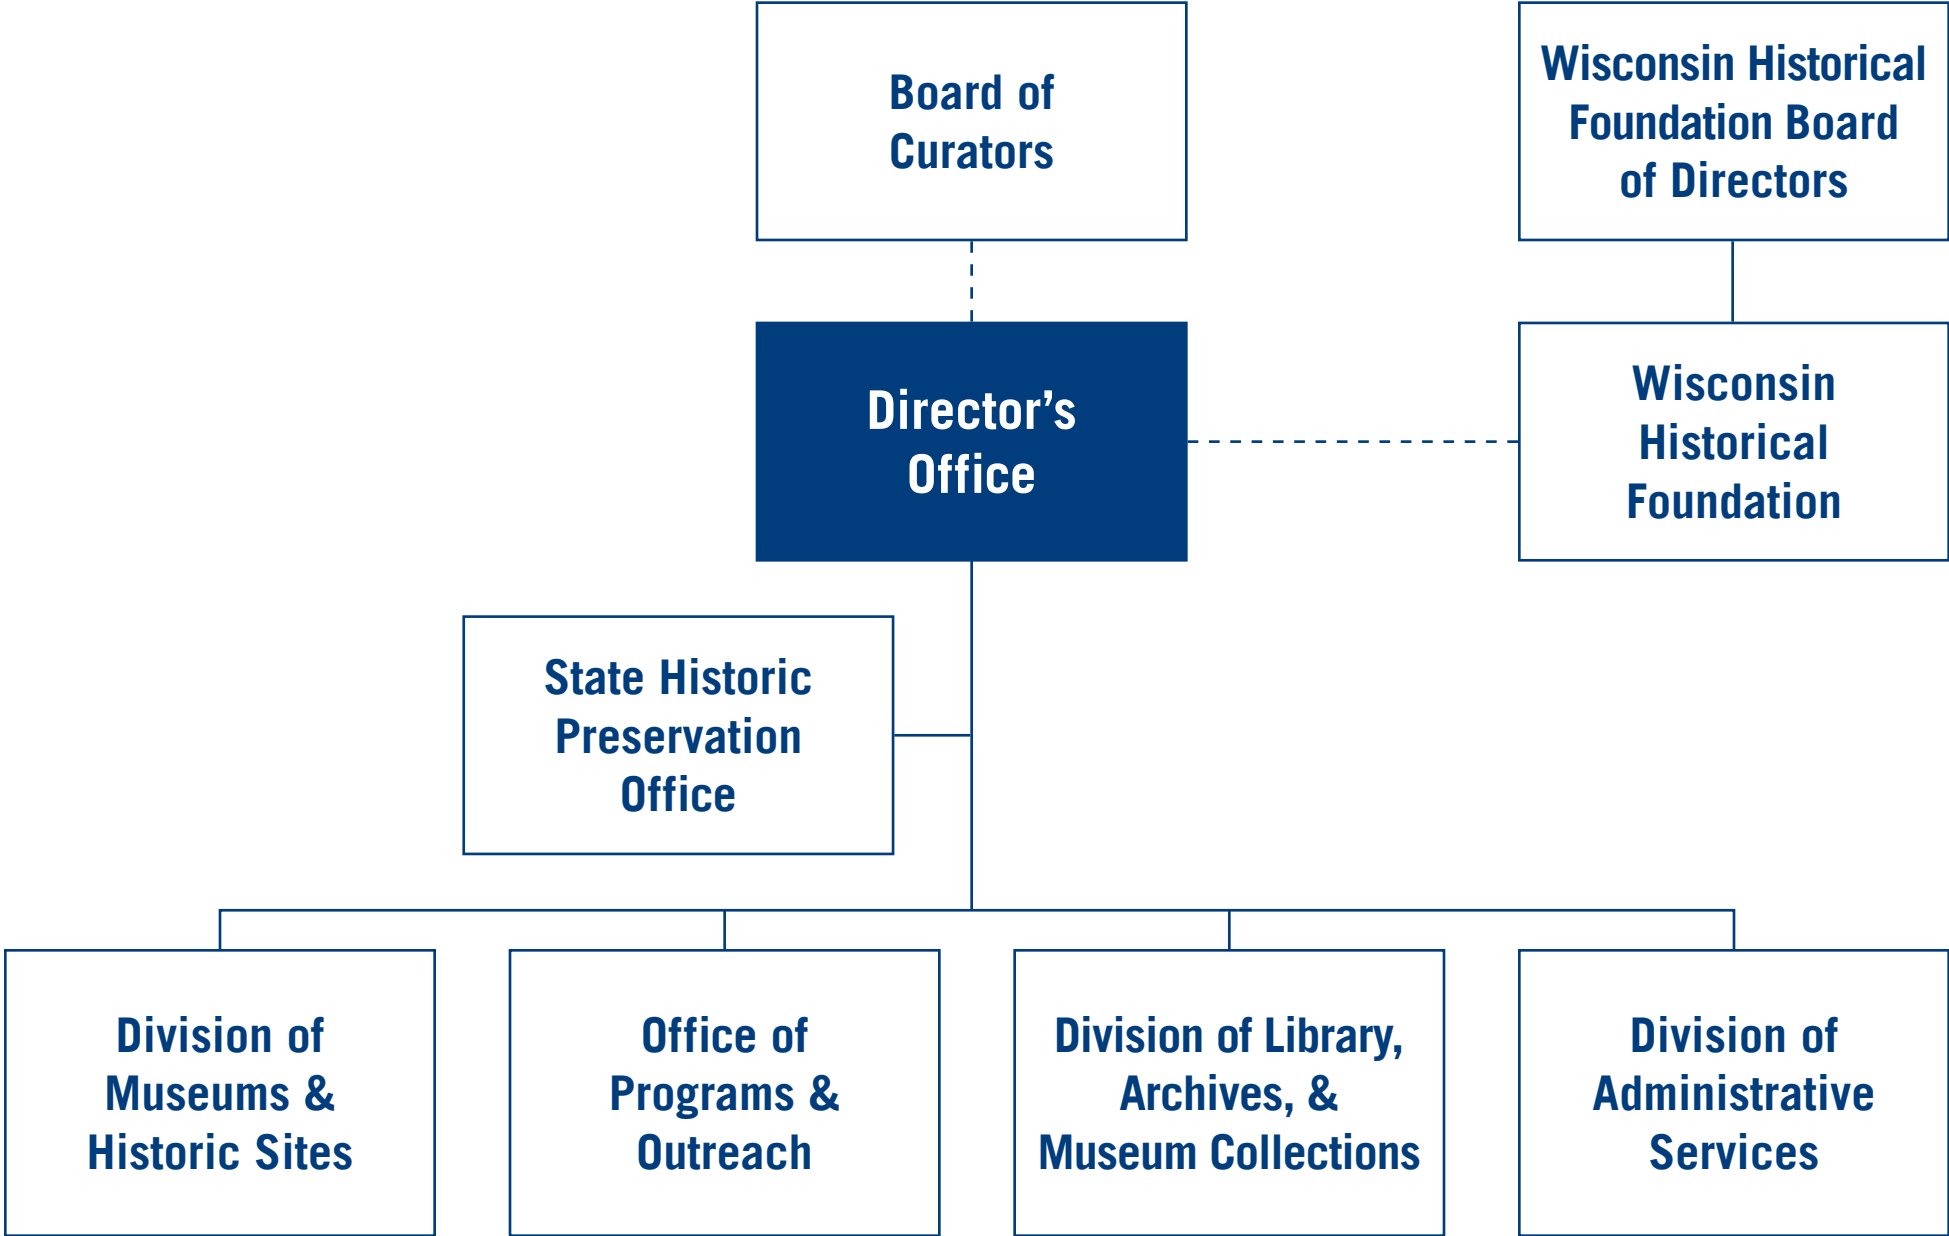 Board of
Curators
Wisconsin Historical
Foundation Board
of Directors
Director’s
Office
Wisconsin
Historical
Foundation
State Historic
Preservation
Office
Division of
Museums &
Historic Sites
Office of
Programs &
Outreach
Division of Library,
Archives, &
Museum Collections
Division of
Administrative
Services